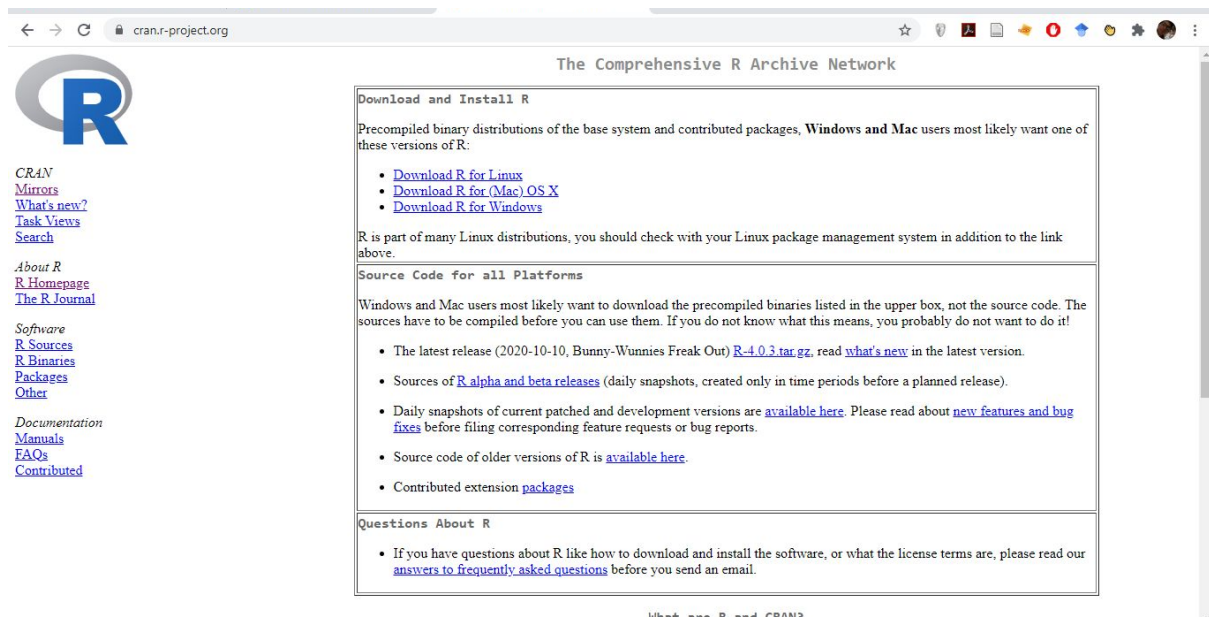 cran.r-project.org
R
CRAN
Mirrors
What's new?
Task Views
Search
About R
R Homepage
The R Journal
Software
R Sources
R Binaries
Packages
Other
Documentation
Manuals
FAQs
Contributed
The Comprehensive R Archive Network
Download and Install R
Precompiled binary distributions of the base system and contributed packages, Windows and Mac users most likely want one of
these versions of R:
• Download R for Linux
• Download R for (Mac) OS X
• Download R for Windows
R is part of many Linux distributions, you should check with your Linux package management system in addition to the link
above.
Source Code for all Platforms
Windows and Mac users most likely want to download the precompiled binaries listed in the upper box, not the source code. The
sources have to be compiled before you can use them. If you do not know what this means, you probably do not want to do it!
• The latest release (2020-10-10, Bunny-Wunnies Freak Out) R-4.0.3.tar.gz, read what's new in the latest version.
• Sources of R alpha and beta releases (daily snapshots, created only in time periods before a planned release).
• Daily snapshots of current patched and development versions are available here. Please read about new features and bug
fixes before filing corresponding feature requests or bug reports.
• Source code of older versions of R is available here.
• Contributed extension packages
Questions About R
• If you have questions about R like how to download and install the software, or what the license terms are, please read our
answers to frequently asked questions before you send an email.
What are R and CRAN?